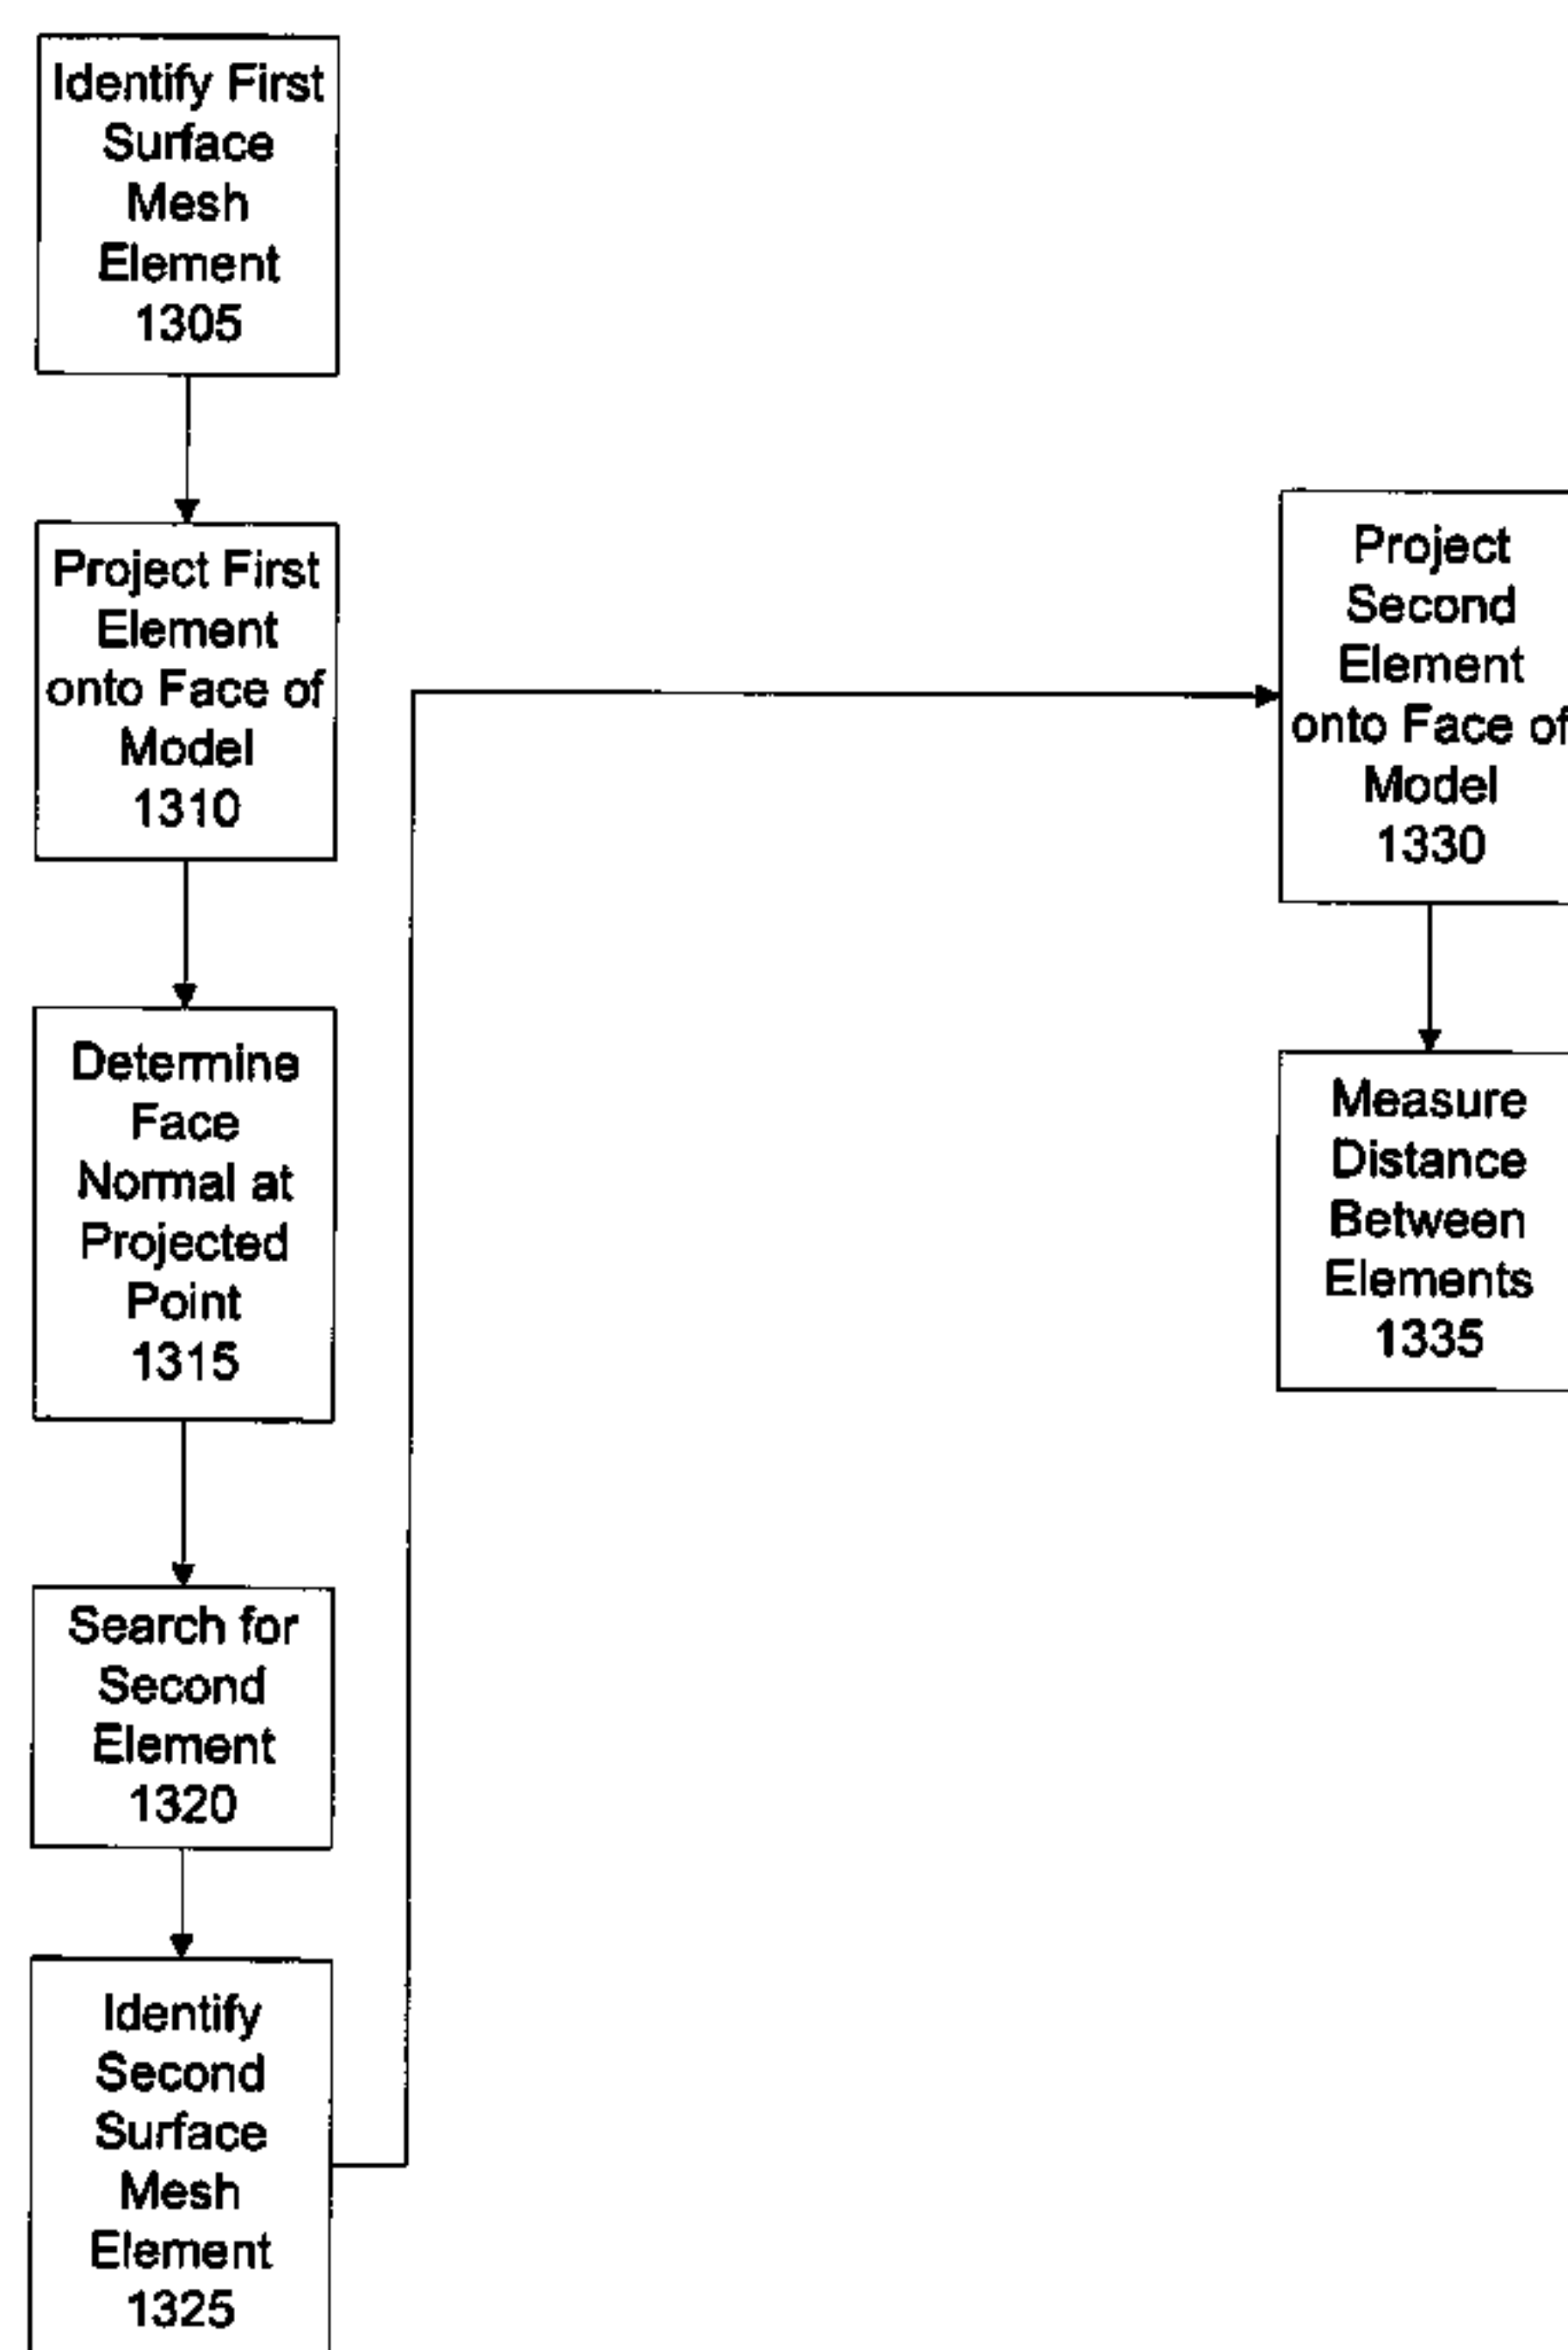 Identify First
Surface
Mesh
Element
1305
Project First
Element
onto Face of
Model
1310
Determine
Face
Normal at
Projected
Point
1315
Search for
Second
Element
1320
Identify
Second
Surface
Mesh
Element
1325
Project
Second
Element
onto Face of
Model
1330
Measure
Distance
Between
Elements
1335